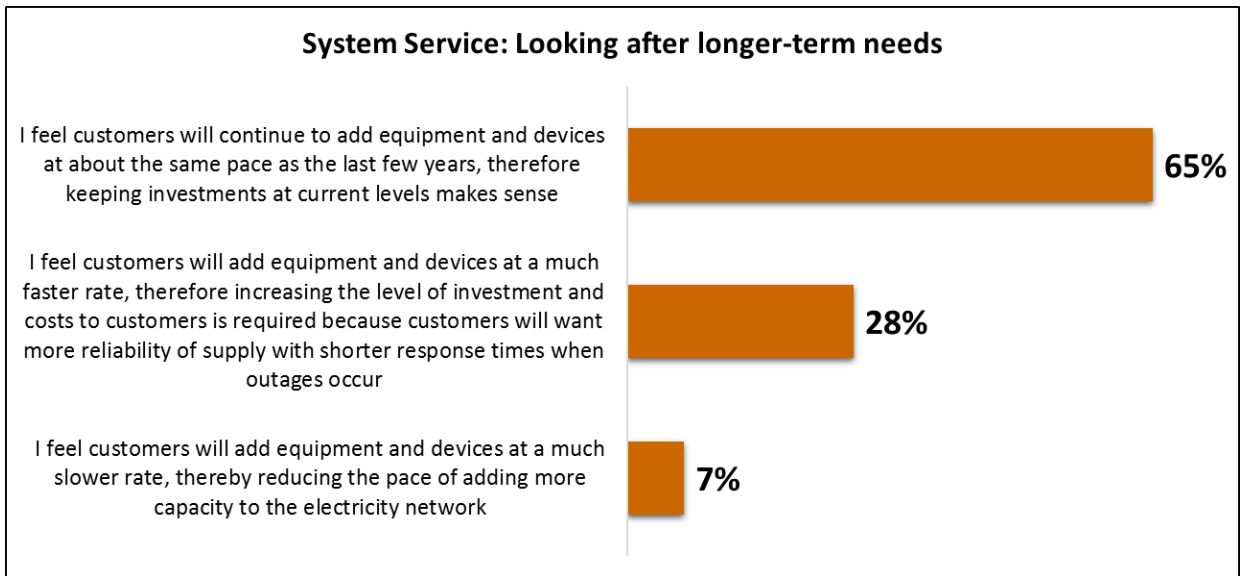 System Service: Looking after longer-term needs
I feel customers will continue to add equipment and devices
at about the same pace as the last few years, therefore
keeping investments at current levels makes sense
65%
I feel customers will add equipment and devices at a much
faster rate, therefore increasing the level of investment and
costs to customers is required because customers will want
more reliability of supply with shorter response times when
outages occur
28%
I feel customers will add equipment and devices at a much
slower rate, thereby reducing the pace of adding more
capacity to the electricity network
7%